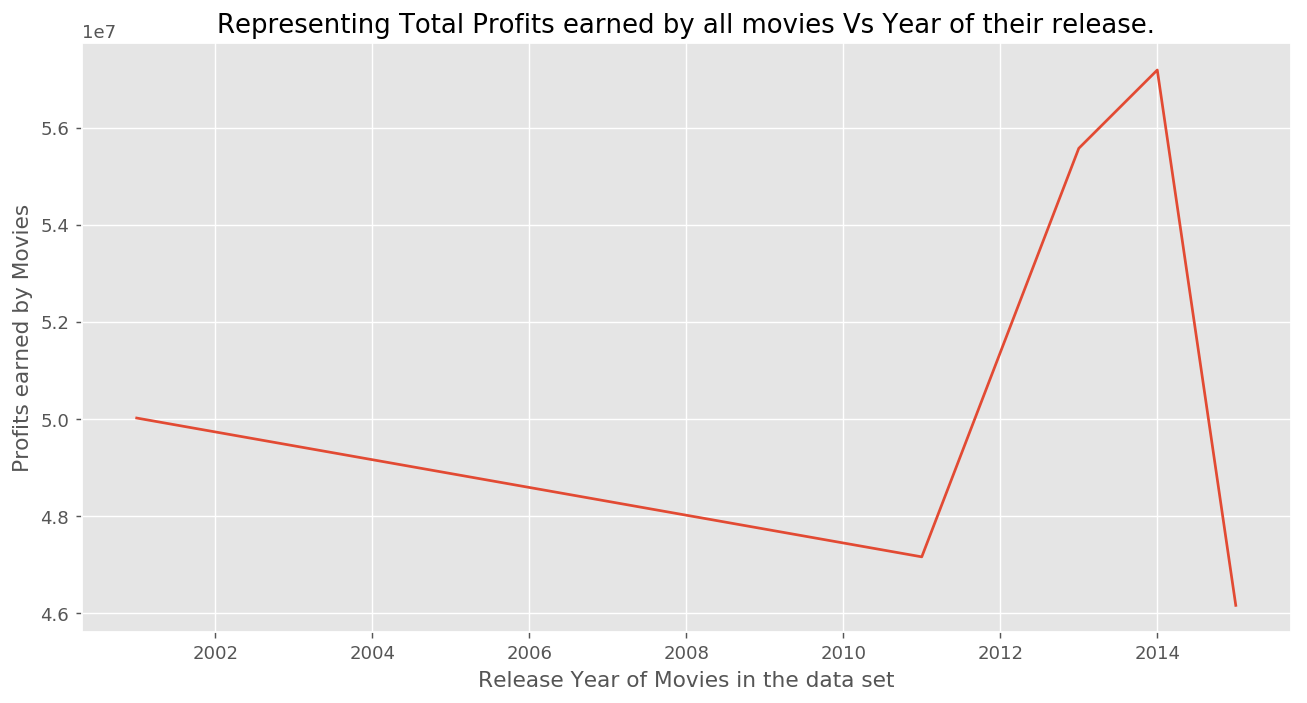 Representing Total Profits earned by all movies Vs Year of their release.
1e7
5.6
5.4
5.2
5.0
4.8
4.6
Profits earned by Movies
2002 2004 2006 2008 2010 2012 2014
Release Year of Movies in the data set